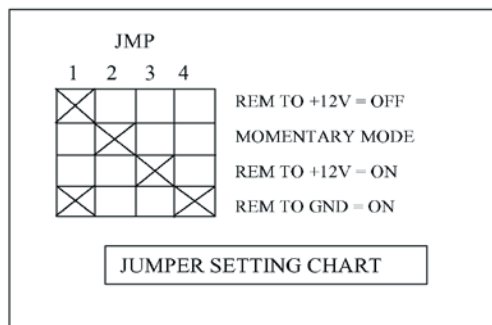 JMP
1 2 3 4
REM TO +12V = OFF
MOMENTARY MODE
REM TO +12V = ON
REM TO GND = ON
JUMPER SETTING CHART